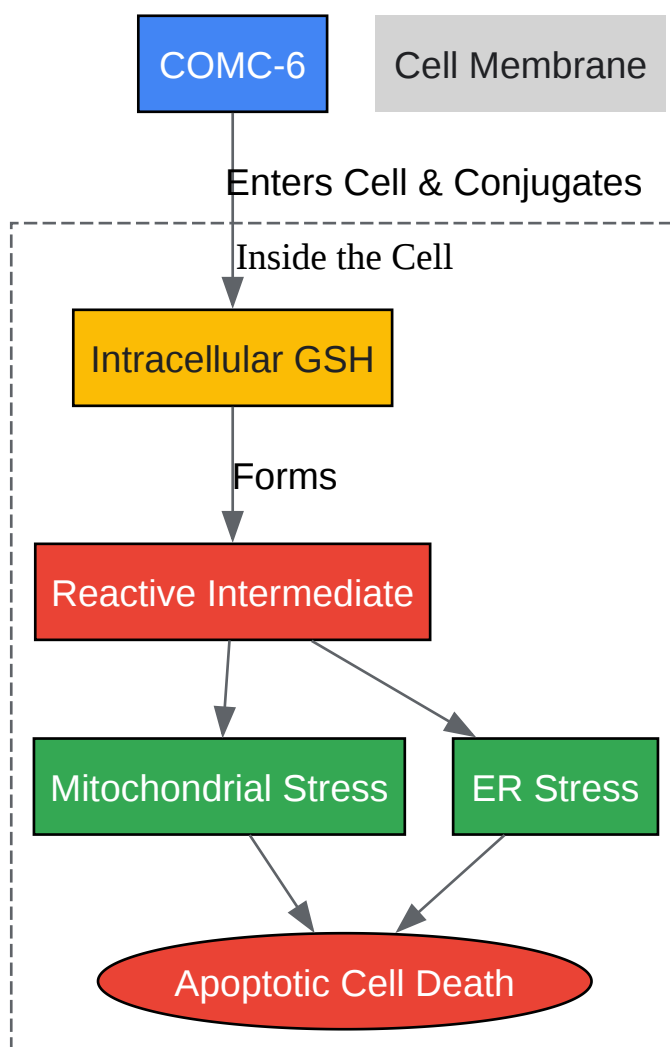 COMC-6
Cell Membrane
Enters Cell & Conjugates
Inside the Cell
Intracellular GSH
Forms
Reactive Intermediate
Mitochondrial Stress
ER Stress
Apoptotic Cell Death